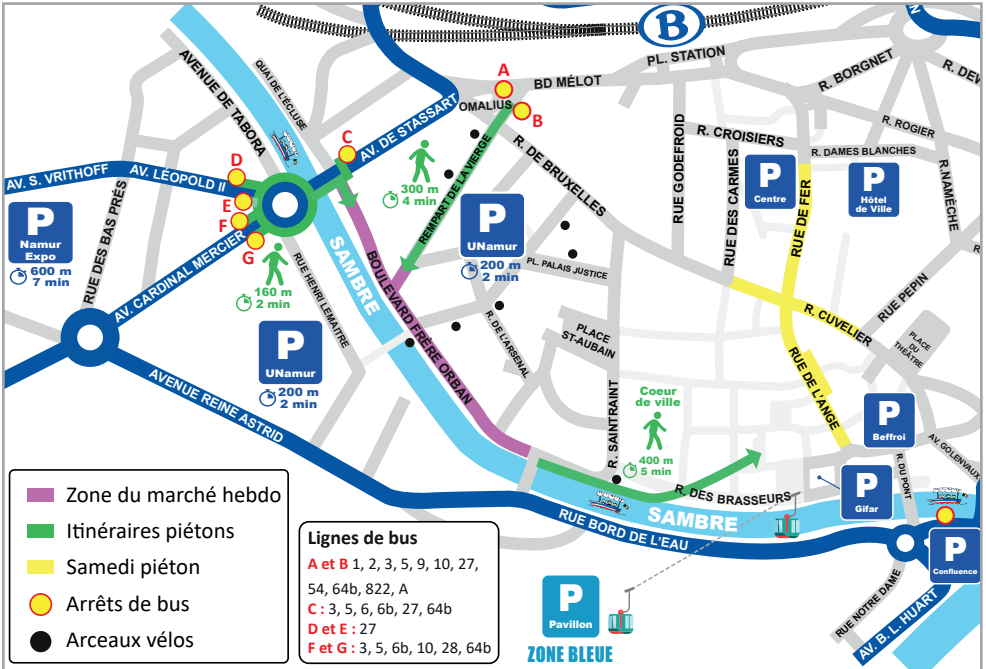 B
PL. STATION
BD MÉLOT
R. BORGNET
R. DEW
AVENUE DE TABORA
QUAI DE L'ÉCLUSE
A
OMALIUS
B
C
AV. DE STASSART
R. CROISIERS
R. ROGIER
R. DAMES BLANCHES
R.NAMÈCHE
R. DE BRUXELLES
RUE GODEFROID
RUE DES CARMES
P
Centre
RUE DE FER
P
Hôtel
de Ville
D
AV. S. VRITHOFF
AV. LÉOPOLD II
E
F
G
300 m
4 min
REMPART DE LA VIERGE
P
UNamur
200 m
2 min
P
Namur
Expo
600 m
7 min
RUE DES BAS PRÉS
AV. CARDINAL MERCIER
160 m
2 min
RUE HENRI LEMAITRE
SAMBRE
BOULEVARD FRÈRE ORBAN
PL. PALAIS JUSTICE
R. DE L'ARSENAL
PLACE
ST-AUBAIN
R. CUVELIER
RUE PEPIN
PLACE
DU
THÉÂTRE
RUE DE L'ANGE
P
UNamur
200 m
2 min
AVENUE REINE ASTRID
R. SAINTRAINT
Coeur
de ville
400 m
5 min
P
Beffroi
AV. GOLENVAUX
R. DU PONT
P
Gifar
R. DES BRASSEURS
SAMBRE
RUE BORD DE L'EAU
P
Confluence
RUE NOTRE DAME
AV. B. L. HUART
P
Pavillon
ZONE BLEUE
Zone du marché hebdo
Itinéraires piétons
Samedi piéton
Arrêts de bus
Arceaux vélos
Lignes de bus
A et B 1, 2, 3, 5, 9, 10, 27,
54, 64b, 822, A
C : 3, 5, 6, 6b, 27, 64b
D et E : 27
F et G : 3, 5, 6b, 10, 28, 64b